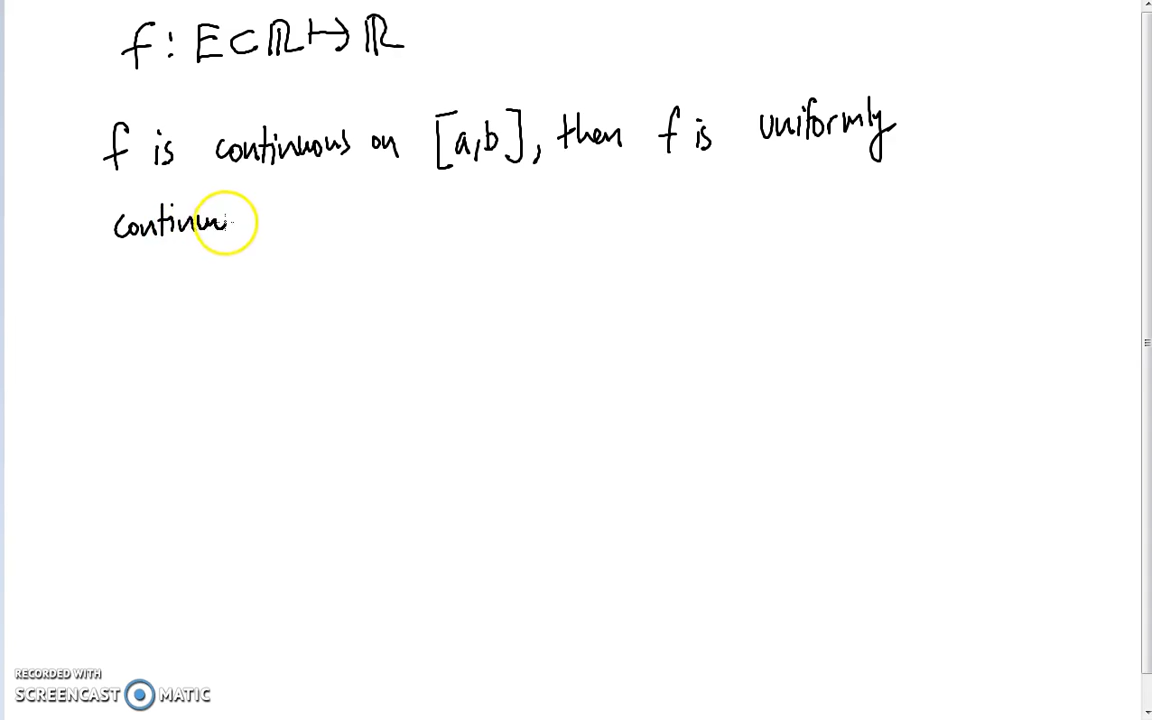 f : E ⊂ ℝ ↦ ℝ
f is continuous on [a,b], then f is uniformly
continu
RECORDED WITH
SCREENCAST MATIC